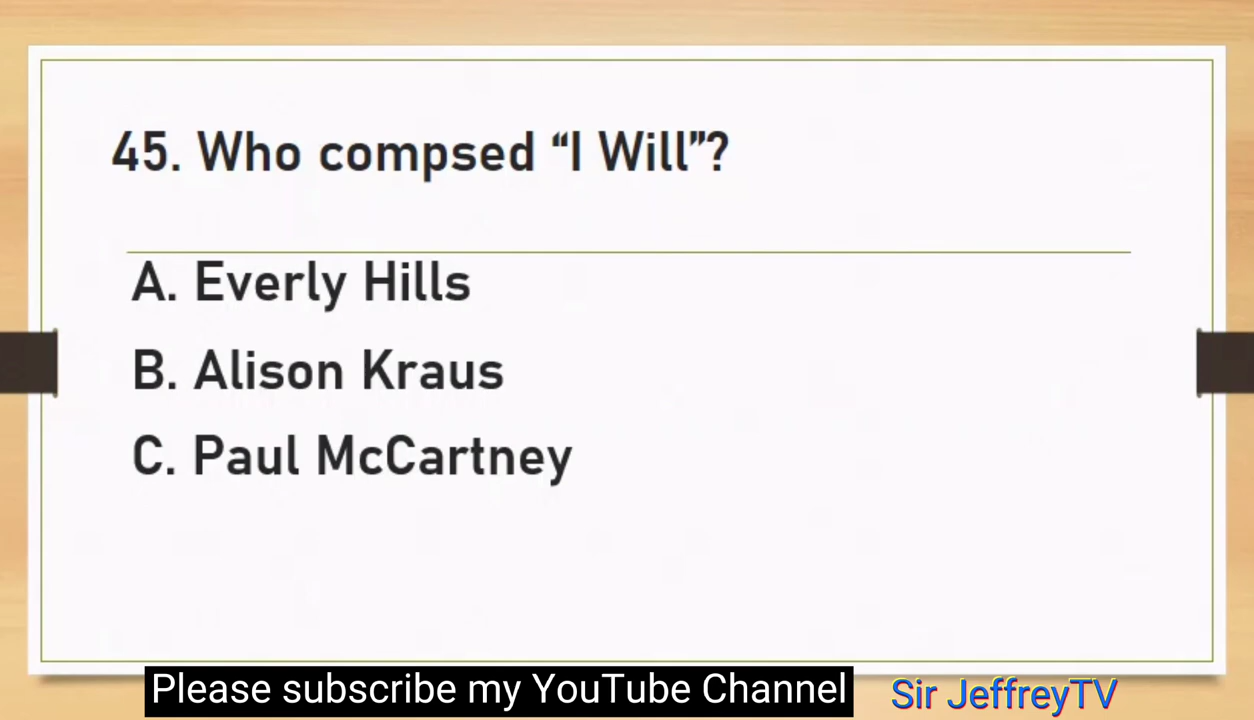 45. Who compsed “I Will”?
A. Everly Hills
B. Alison Kraus
C. Paul McCartney
Please subscribe my YouTube Channel
Sir JeffreyTV